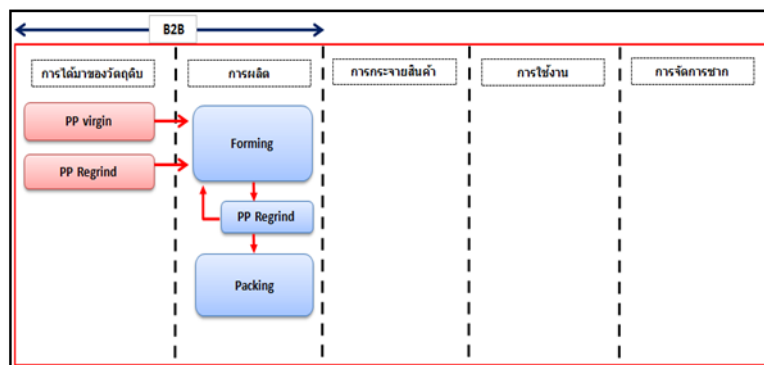 B2B
การได้มาของวัตถุดิบ
การผลิต
การกระจายสินค้า
การใช้งาน
การจัดการซาก
PP virgin
PP Regrind
Forming
PP Regrind
Packing